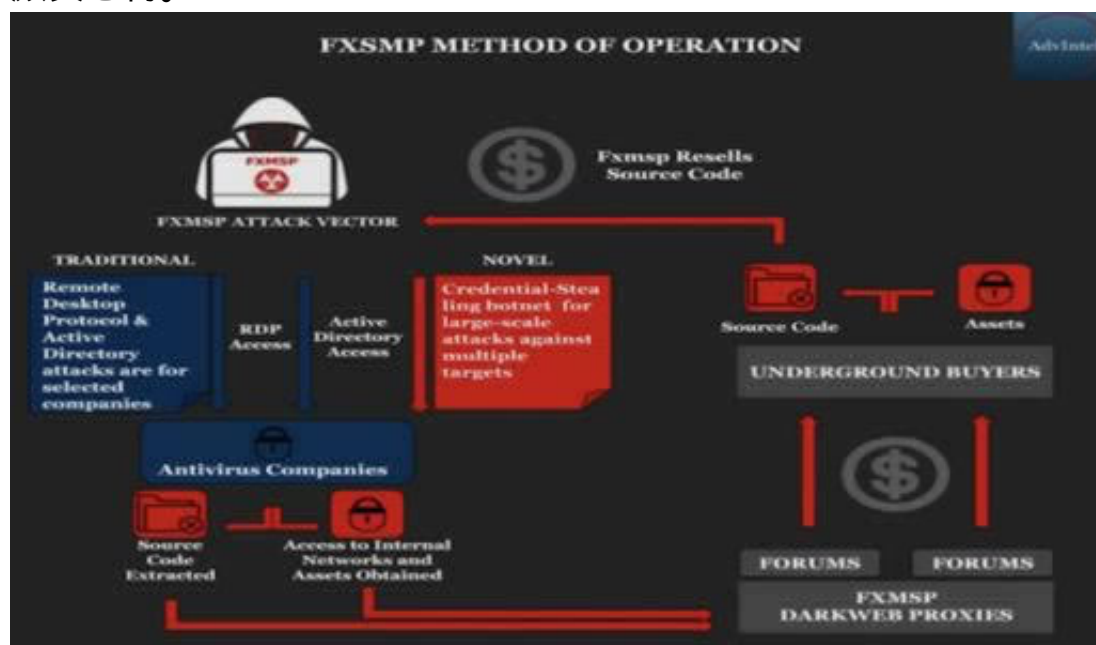 FXSMP METHOD OF OPERATION
FXMSP
FXMSP ATTACK VECTOR
$
Fxmsp Resells
Source Code
TRADITIONAL
Remote
Desktop
Protocol &
Active
Directory
attacks are for
selected
companies
RDP
Access
Active
Directory
Access
NOVEL
Credential-Stea
ling botnet for
large-scale
attacks against
multiple
targets
Antivirus Companies
Source
Code
Extracted
Access to Internal
Networks and
Assets Obtained
Source Code
Assets
UNDERGROUND BUYERS
$
FORUMS
FORUMS
FXMSP
DARKWEB PROXIES